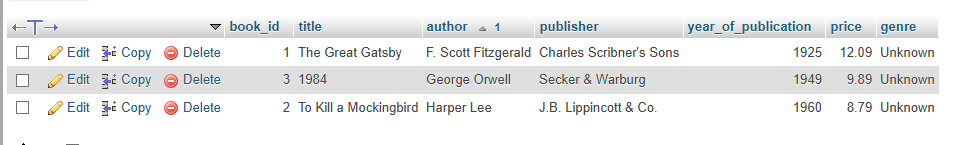 book_id title author 1 publisher year_of_publication price genre
Edit Copy Delete 1 The Great Gatsby F. Scott Fitzgerald Charles Scribner's Sons 1925 12.09 Unknown
Edit Copy Delete 3 1984 George Orwell Secker & Warburg 1949 9.89 Unknown
Edit Copy Delete 2 To Kill a Mockingbird Harper Lee J.B. Lippincott & Co. 1960 8.79 Unknown